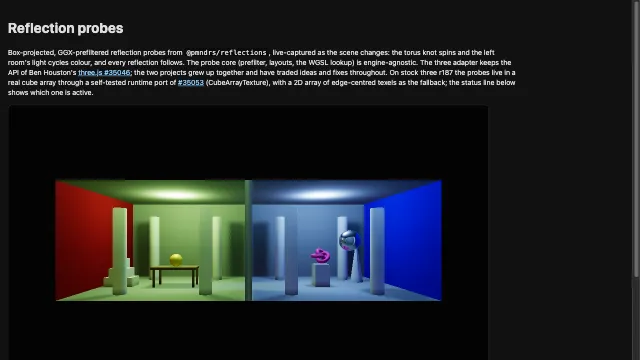 Reflection probes
Box-projected, GGX-prefiltered reflection probes from @pmndrs/reflections, live-captured as the scene changes: the torus knot spins and the left
room's light cycles colour, and every reflection follows. The probe core (prefilter, layouts, the WGSL lookup) is engine-agnostic. The three adapter keeps the
API of Ben Houston's three.js #35046; the two projects grew up together and have traded ideas and fixes throughout. On stock three r187 the probes live in a
real cube array through a self-tested runtime port of #35053 (CubeArrayTexture), with a 2D array of edge-centred texels as the fallback; the status line below
shows which one is active.